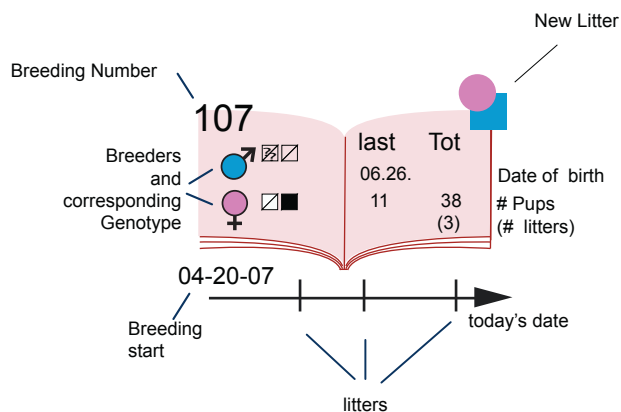 New Litter
Breeding Number
107
last Tot
Breeders
and
corresponding
Genotype
06.26.
11 38
(3)
Date of birth
# Pups
(# litters)
04-20-07
Breeding
start
today's date
litters